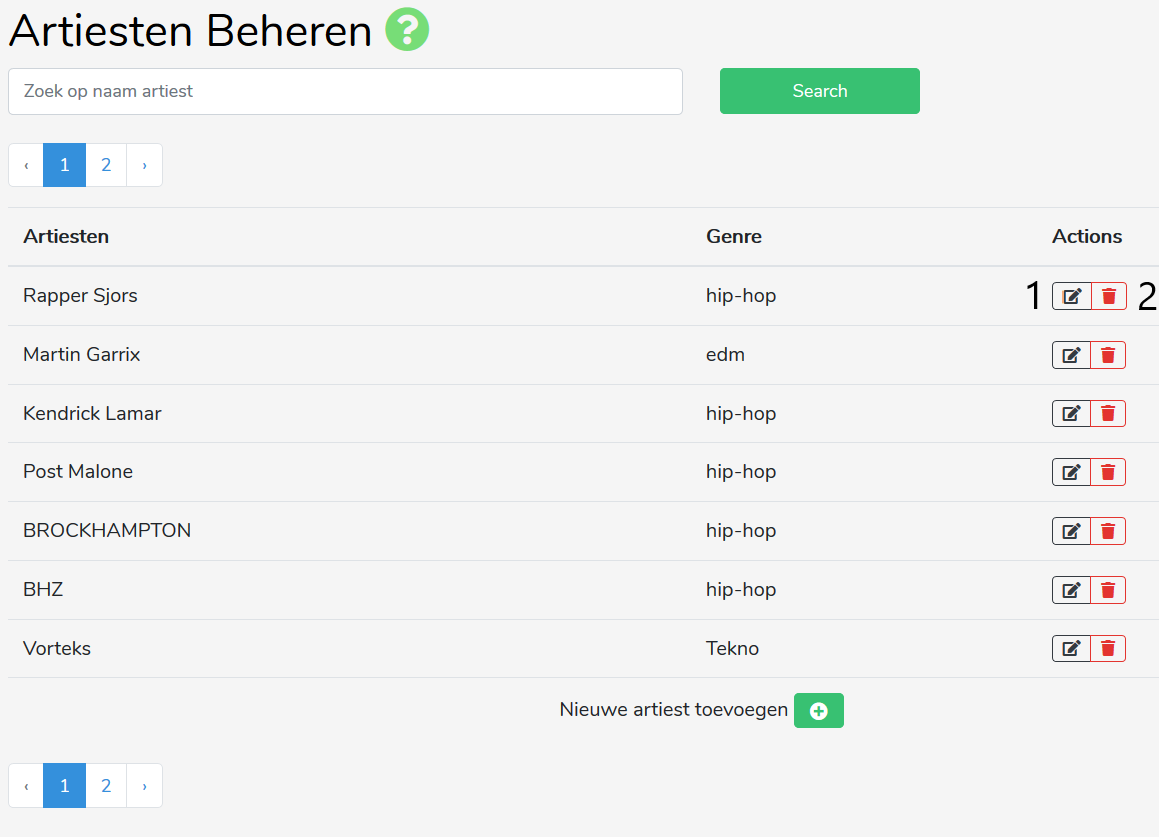 Artiesten Beheren ?
Zoek op naam artiest Search
‹ 1 2 ›
Artiesten Genre Actions
Rapper Sjors hip-hop 1 2
Martin Garrix edm
Kendrick Lamar hip-hop
Post Malone hip-hop
BROCKHAMPTON hip-hop
BHZ hip-hop
Vorteks Tekno
Nieuwe artiest toevoegen
‹ 1 2 ›